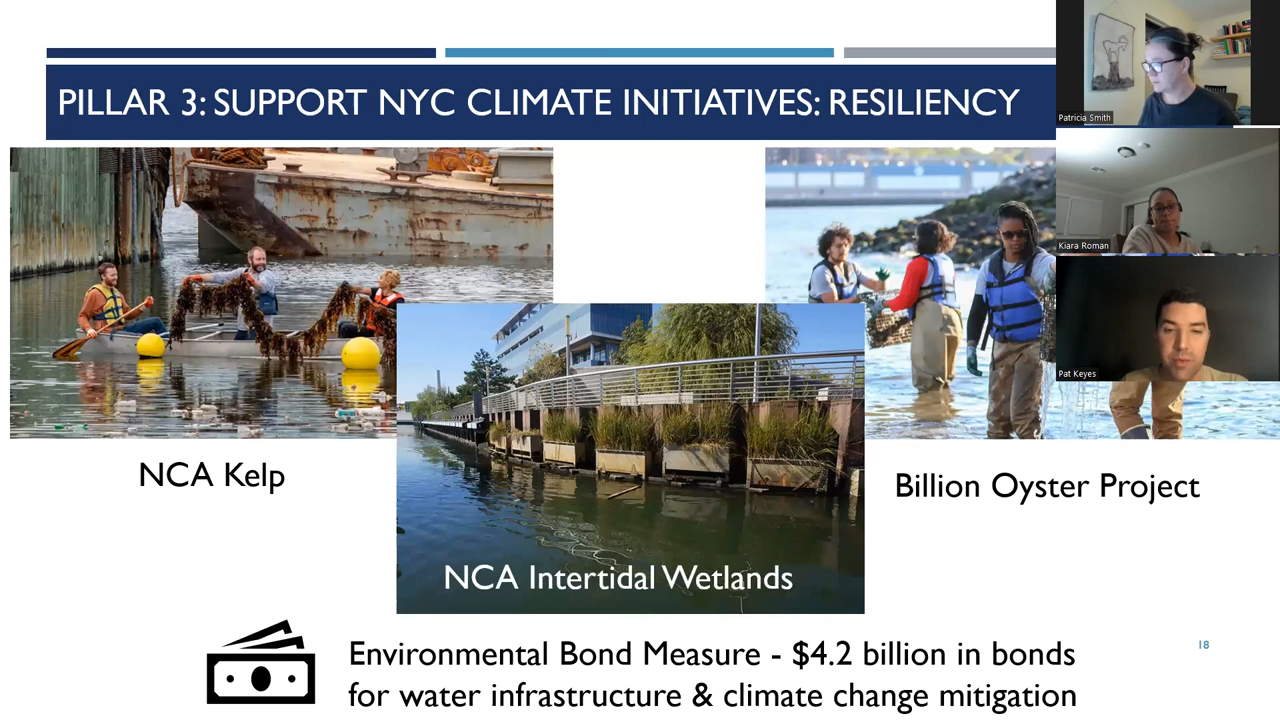 PILLAR 3: SUPPORT NYC CLIMATE INITIATIVES: RESILIENCY
Patricia Smith
Kiara Roman
Pat Keyes
NCA Kelp
Billion Oyster Project
NCA Intertidal Wetlands
Environmental Bond Measure - $4.2 billion in bonds
for water infrastructure & climate change mitigation
18